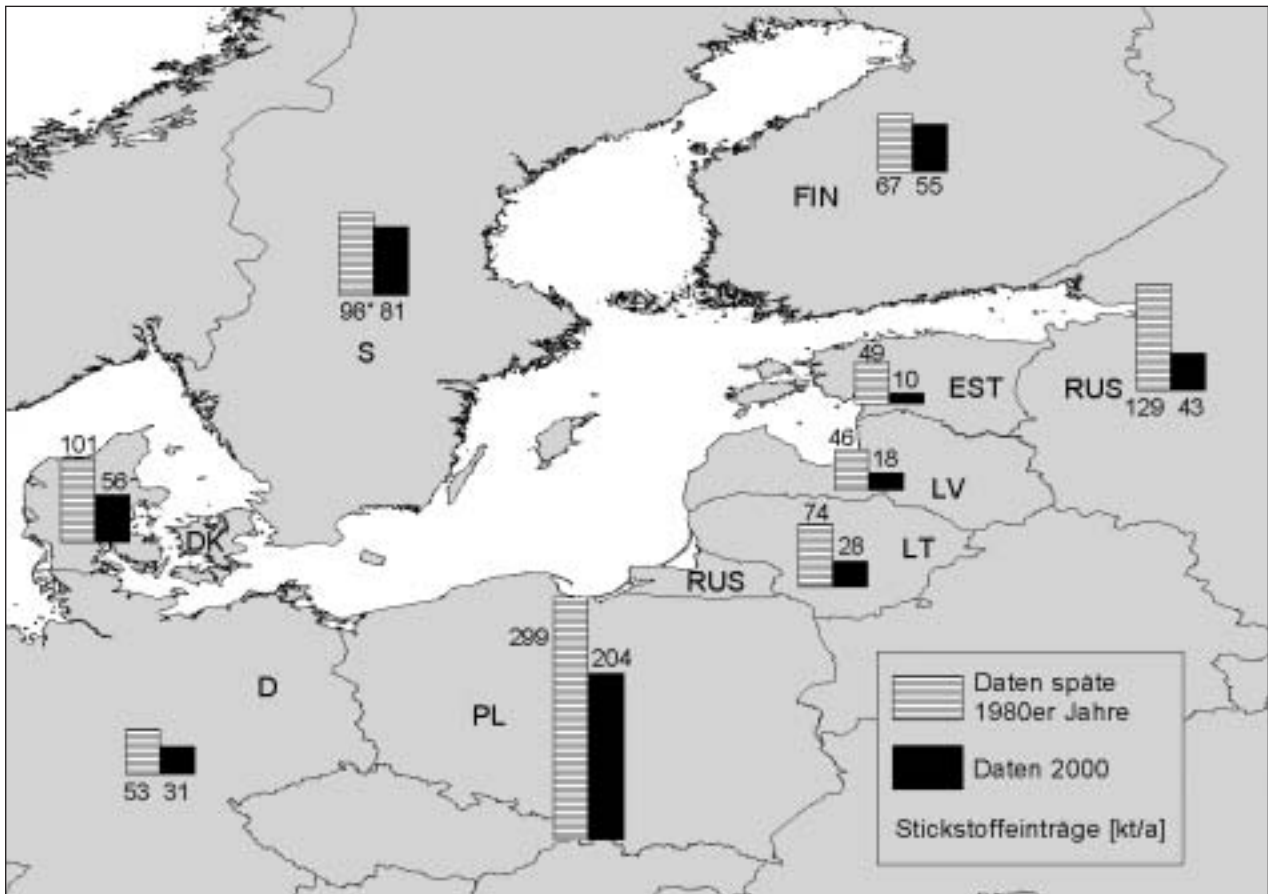 FIN
67 55
98* 81
S
49
10
EST
RUS
129 43
101
56
DK
46
18
LV
74
28
LT
RUS
299
204
D
PL
53 31
Daten späte
1980er Jahre
Daten 2000
Stickstoffeinträge [kt/a]